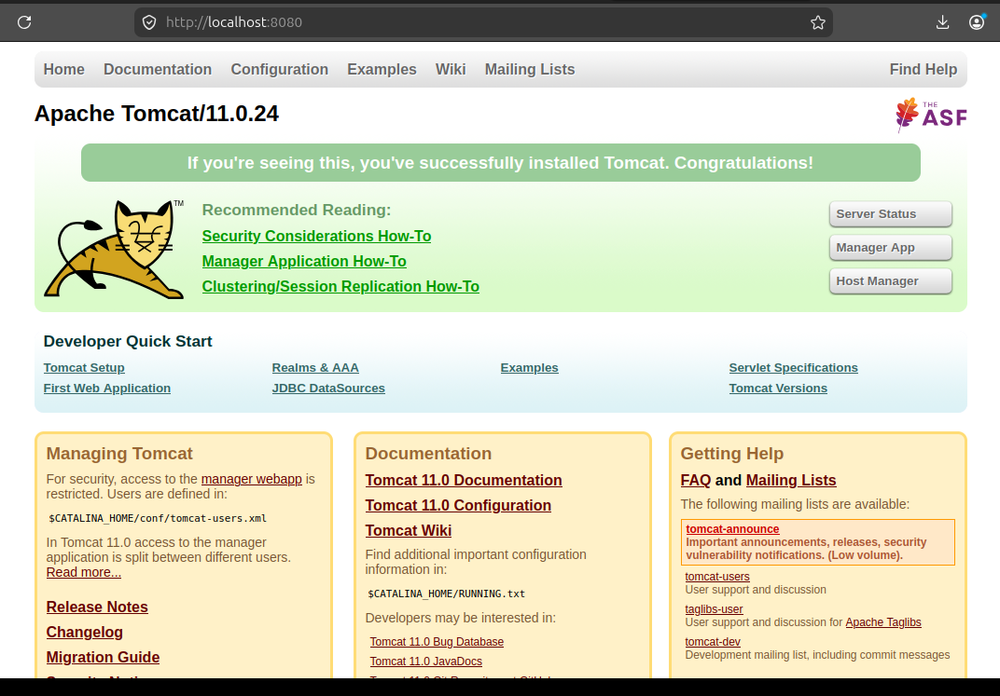 http://localhost:8080
Home Documentation Configuration Examples Wiki Mailing Lists Find Help
Apache Tomcat/11.0.24
THE
ASF
If you're seeing this, you've successfully installed Tomcat. Congratulations!
TM
Recommended Reading:
Security Considerations How-To
Manager Application How-To
Clustering/Session Replication How-To
Server Status
Manager App
Host Manager
Developer Quick Start
Tomcat Setup
First Web Application
Realms & AAA
JDBC DataSources
Examples
Servlet Specifications
Tomcat Versions
Managing Tomcat
For security, access to the manager webapp is
restricted. Users are defined in:
$CATALINA_HOME/conf/tomcat-users.xml
In Tomcat 11.0 access to the manager
application is split between different users.
Read more...
Release Notes
Changelog
Migration Guide
Documentation
Tomcat 11.0 Documentation
Tomcat 11.0 Configuration
Tomcat Wiki
Find additional important configuration
information in:
$CATALINA_HOME/RUNNING.txt
Developers may be interested in:
Tomcat 11.0 Bug Database
Tomcat 11.0 JavaDocs
Getting Help
FAQ and Mailing Lists
The following mailing lists are available:
tomcat-announce
Important announcements, releases, security
vulnerability notifications. (Low volume).
tomcat-users
User support and discussion
taglibs-user
User support and discussion for Apache Taglibs
tomcat-dev
Development mailing list, including commit messages